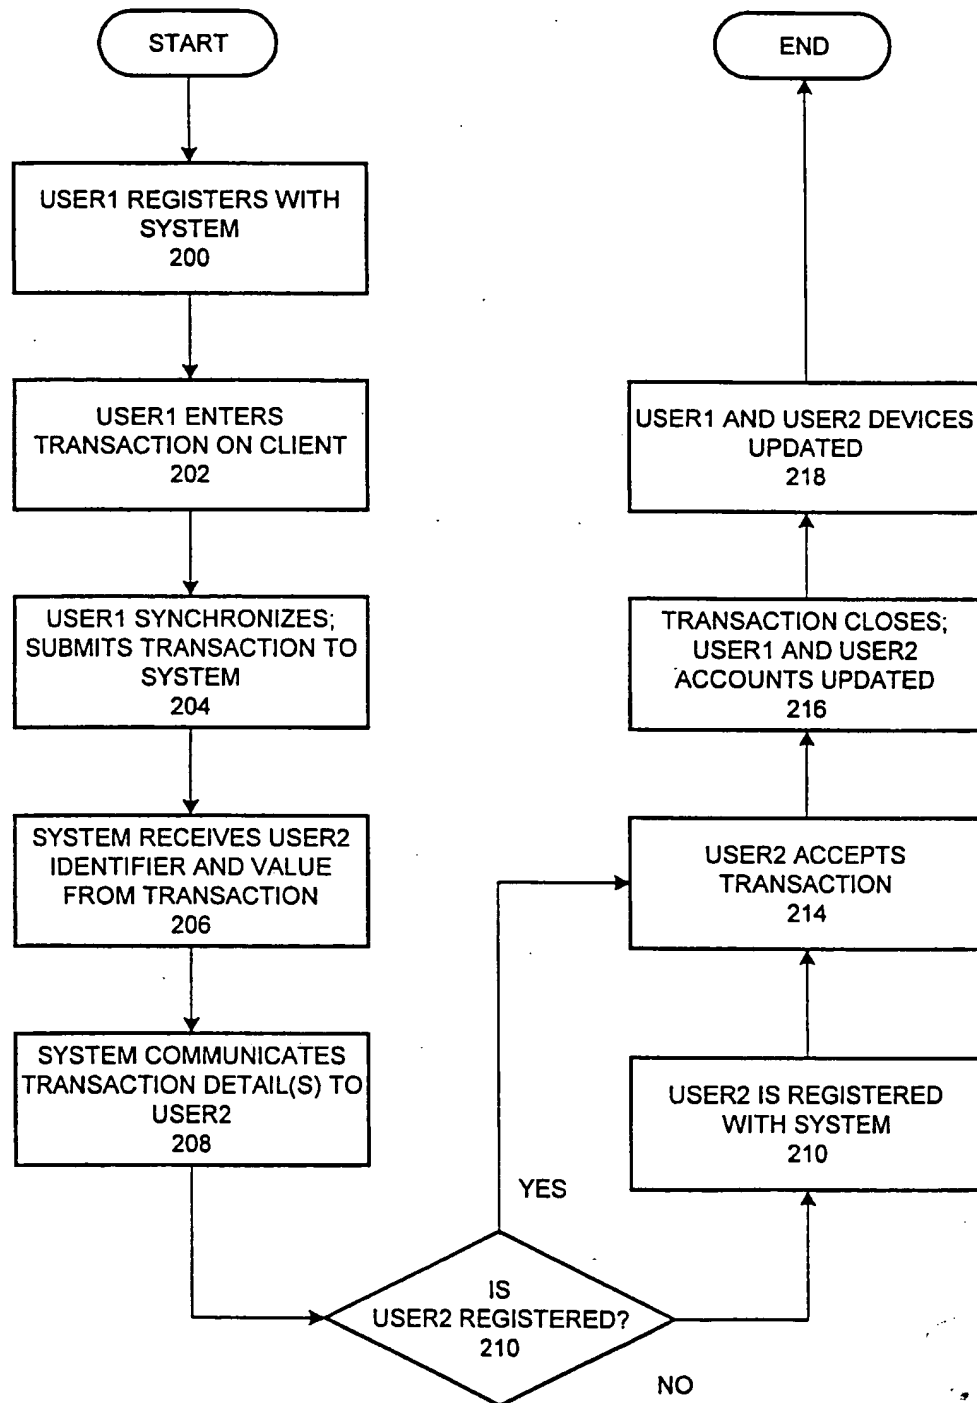 START
USER1 REGISTERS WITH
SYSTEM
200
USER1 ENTERS
TRANSACTION ON CLIENT
202
USER1 SYNCHRONIZES;
SUBMITS TRANSACTION TO
SYSTEM
204
SYSTEM RECEIVES USER2
IDENTIFIER AND VALUE
FROM TRANSACTION
206
SYSTEM COMMUNICATES
TRANSACTION DETAIL(S) TO
USER2
208
IS
USER2 REGISTERED?
210
YES
NO
USER2 IS REGISTERED
WITH SYSTEM
210
USER2 ACCEPTS
TRANSACTION
214
TRANSACTION CLOSES;
USER1 AND USER2
ACCOUNTS UPDATED
216
USER1 AND USER2 DEVICES
UPDATED
218
END